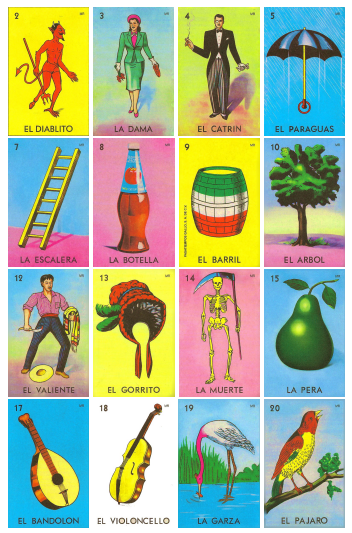 2
EL DIABLITO
3
LA DAMA
4
EL CATRIN
5
EL PARAGUAS
7
LA ESCALERA
8
LA BOTELLA
9
EL BARRIL
10
EL ARBOL
12
EL VALIENTE
13
EL GORRITO
14
LA MUERTE
15
LA PERA
17
EL BANDOLON
18
EL VIOLONCELLO
19
LA GARZA
20
EL PAJARO